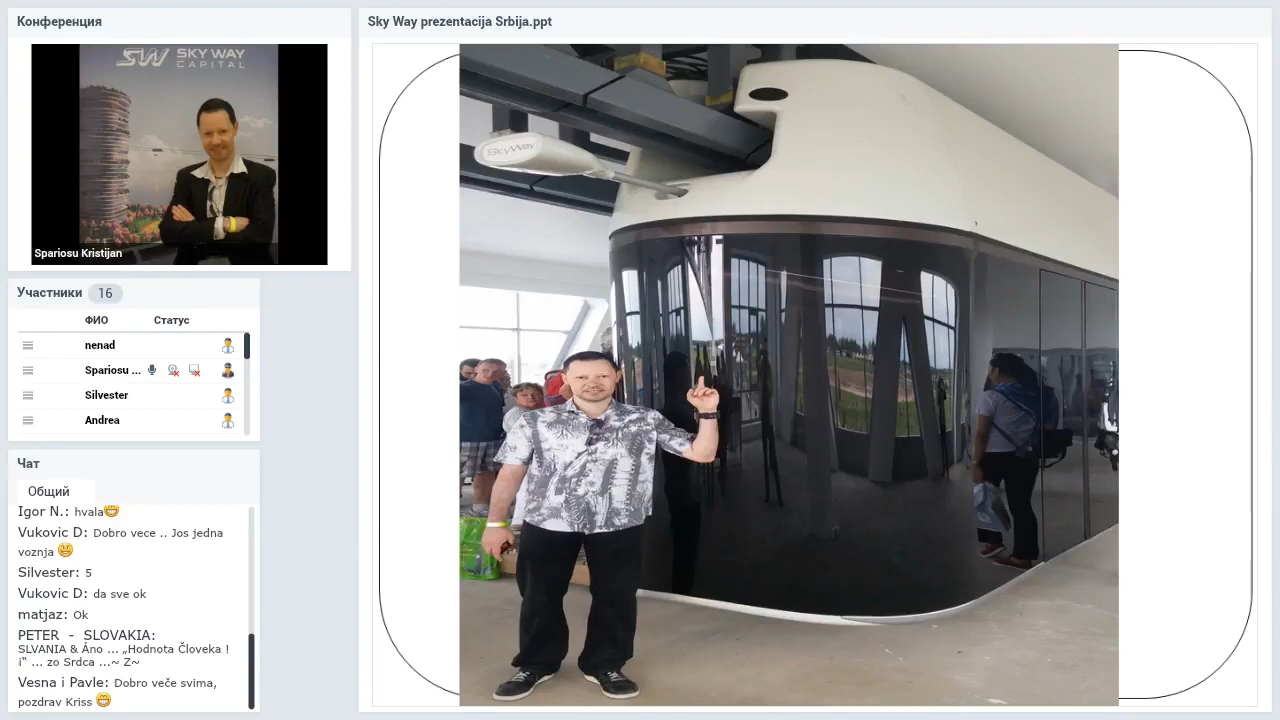 Конференция
SW SKY WAY
CAPITAL
Spariosu Kristijan
Участники 16
ФИО Статус
nenad
Spariosu ...
Silvester
Andrea
Чат
Общий
Igor N.: hvala
Vukovic D: Dobro vece .. Jos jedna
voznja
Silvester: 5
Vukovic D: da sve ok
matjaz: Ok
PETER - SLOVAKIA:
SLVANIA & Áno ... „Hodnota Človeka !
i“ ... zo Srdca ...~ Z~
Vesna i Pavle: Dobro veče svima,
pozdrav Kriss
Sky Way prezentacija Srbija.ppt
SkyWay